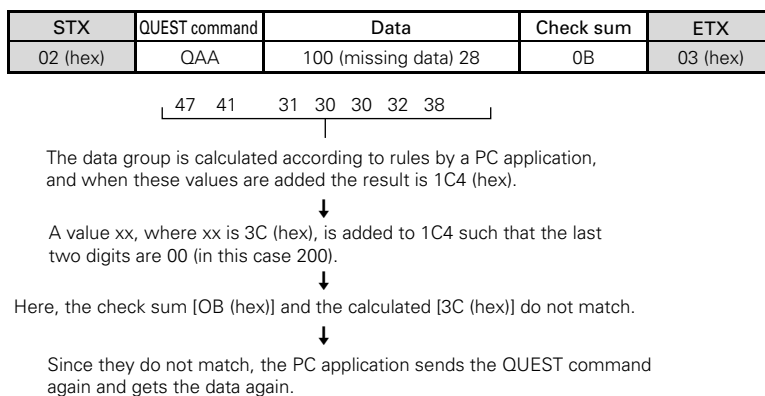 STX QUEST command Data Check sum ETX
02 (hex) QAA 100 (missing data) 28 0B 03 (hex)
47 41 31 30 30 32 38
The data group is calculated according to rules by a PC application,
and when these values are added the result is 1C4 (hex).
A value xx, where xx is 3C (hex), is added to 1C4 such that the last
two digits are 00 (in this case 200).
Here, the check sum [OB (hex)] and the calculated [3C (hex)] do not match.
Since they do not match, the PC application sends the QUEST command
again and gets the data again.